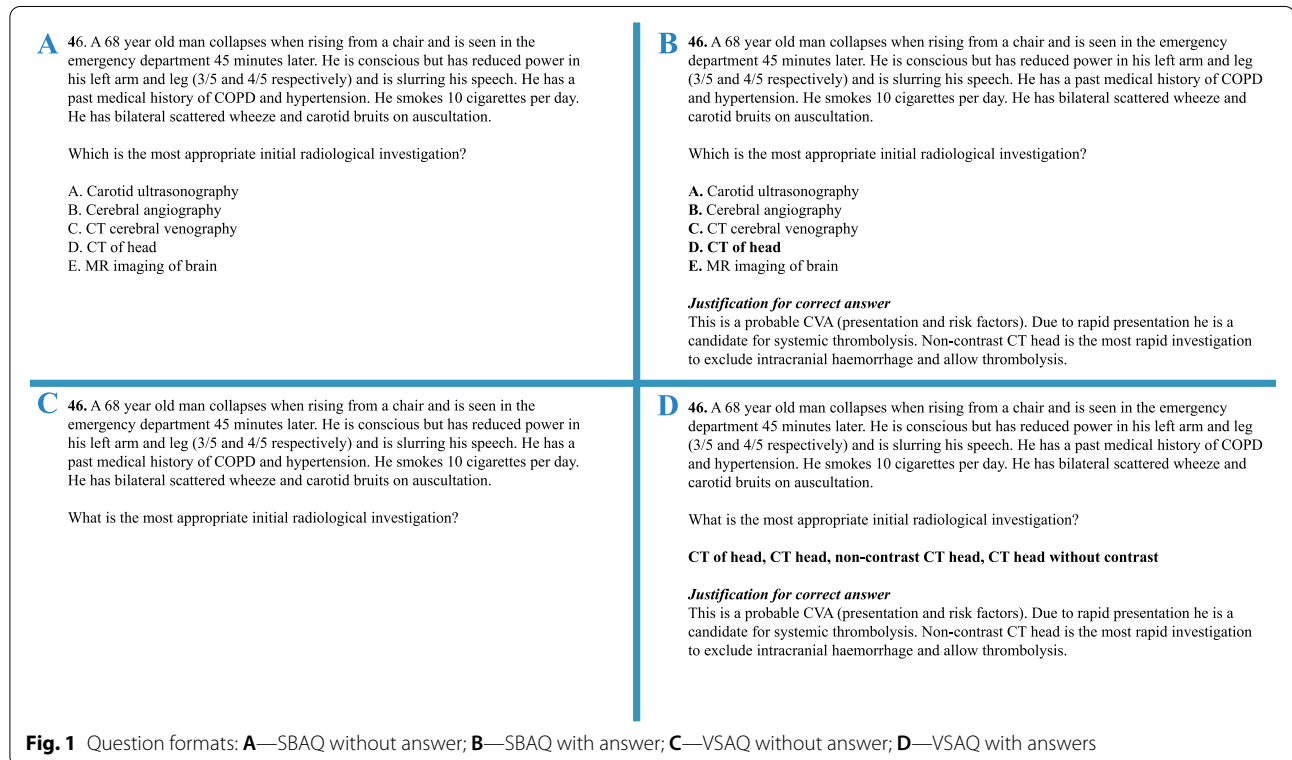 A
46. A 68 year old man collapses when rising from a chair and is seen in the
emergency department 45 minutes later. He is conscious but has reduced power in
his left arm and leg (3/5 and 4/5 respectively) and is slurring his speech. He has a
past medical history of COPD and hypertension. He smokes 10 cigarettes per day.
He has bilateral scattered wheeze and carotid bruits on auscultation.
Which is the most appropriate initial radiological investigation?
A. Carotid ultrasonography
B. Cerebral angiography
C. CT cerebral venography
D. CT of head
E. MR imaging of brain
B
46. A 68 year old man collapses when rising from a chair and is seen in the emergency
department 45 minutes later. He is conscious but has reduced power in his left arm and leg
(3/5 and 4/5 respectively) and is slurring his speech. He has a past medical history of COPD
and hypertension. He smokes 10 cigarettes per day. He has bilateral scattered wheeze and
carotid bruits on auscultation.
Which is the most appropriate initial radiological investigation?
A. Carotid ultrasonography
B. Cerebral angiography
C. CT cerebral venography
D. CT of head
E. MR imaging of brain
Justification for correct answer
This is a probable CVA (presentation and risk factors). Due to rapid presentation he is a
candidate for systemic thrombolysis. Non-contrast CT head is the most rapid investigation
to exclude intracranial haemorrhage and allow thrombolysis.
C
46. A 68 year old man collapses when rising from a chair and is seen in the
emergency department 45 minutes later. He is conscious but has reduced power in
his left arm and leg (3/5 and 4/5 respectively) and is slurring his speech. He has a
past medical history of COPD and hypertension. He smokes 10 cigarettes per day.
He has bilateral scattered wheeze and carotid bruits on auscultation.
What is the most appropriate initial radiological investigation?
D
46. A 68 year old man collapses when rising from a chair and is seen in the emergency
department 45 minutes later. He is conscious but has reduced power in his left arm and leg
(3/5 and 4/5 respectively) and is slurring his speech. He has a past medical history of COPD
and hypertension. He smokes 10 cigarettes per day. He has bilateral scattered wheeze and
carotid bruits on auscultation.
What is the most appropriate initial radiological investigation?
CT of head, CT head, non-contrast CT head, CT head without contrast
Justification for correct answer
This is a probable CVA (presentation and risk factors). Due to rapid presentation he is a
candidate for systemic thrombolysis. Non-contrast CT head is the most rapid investigation
to exclude intracranial haemorrhage and allow thrombolysis.
Fig. 1 Question formats: A—SBAQ without answer; B—SBAQ with answer; C—VSAQ without answer; D—VSAQ with answers